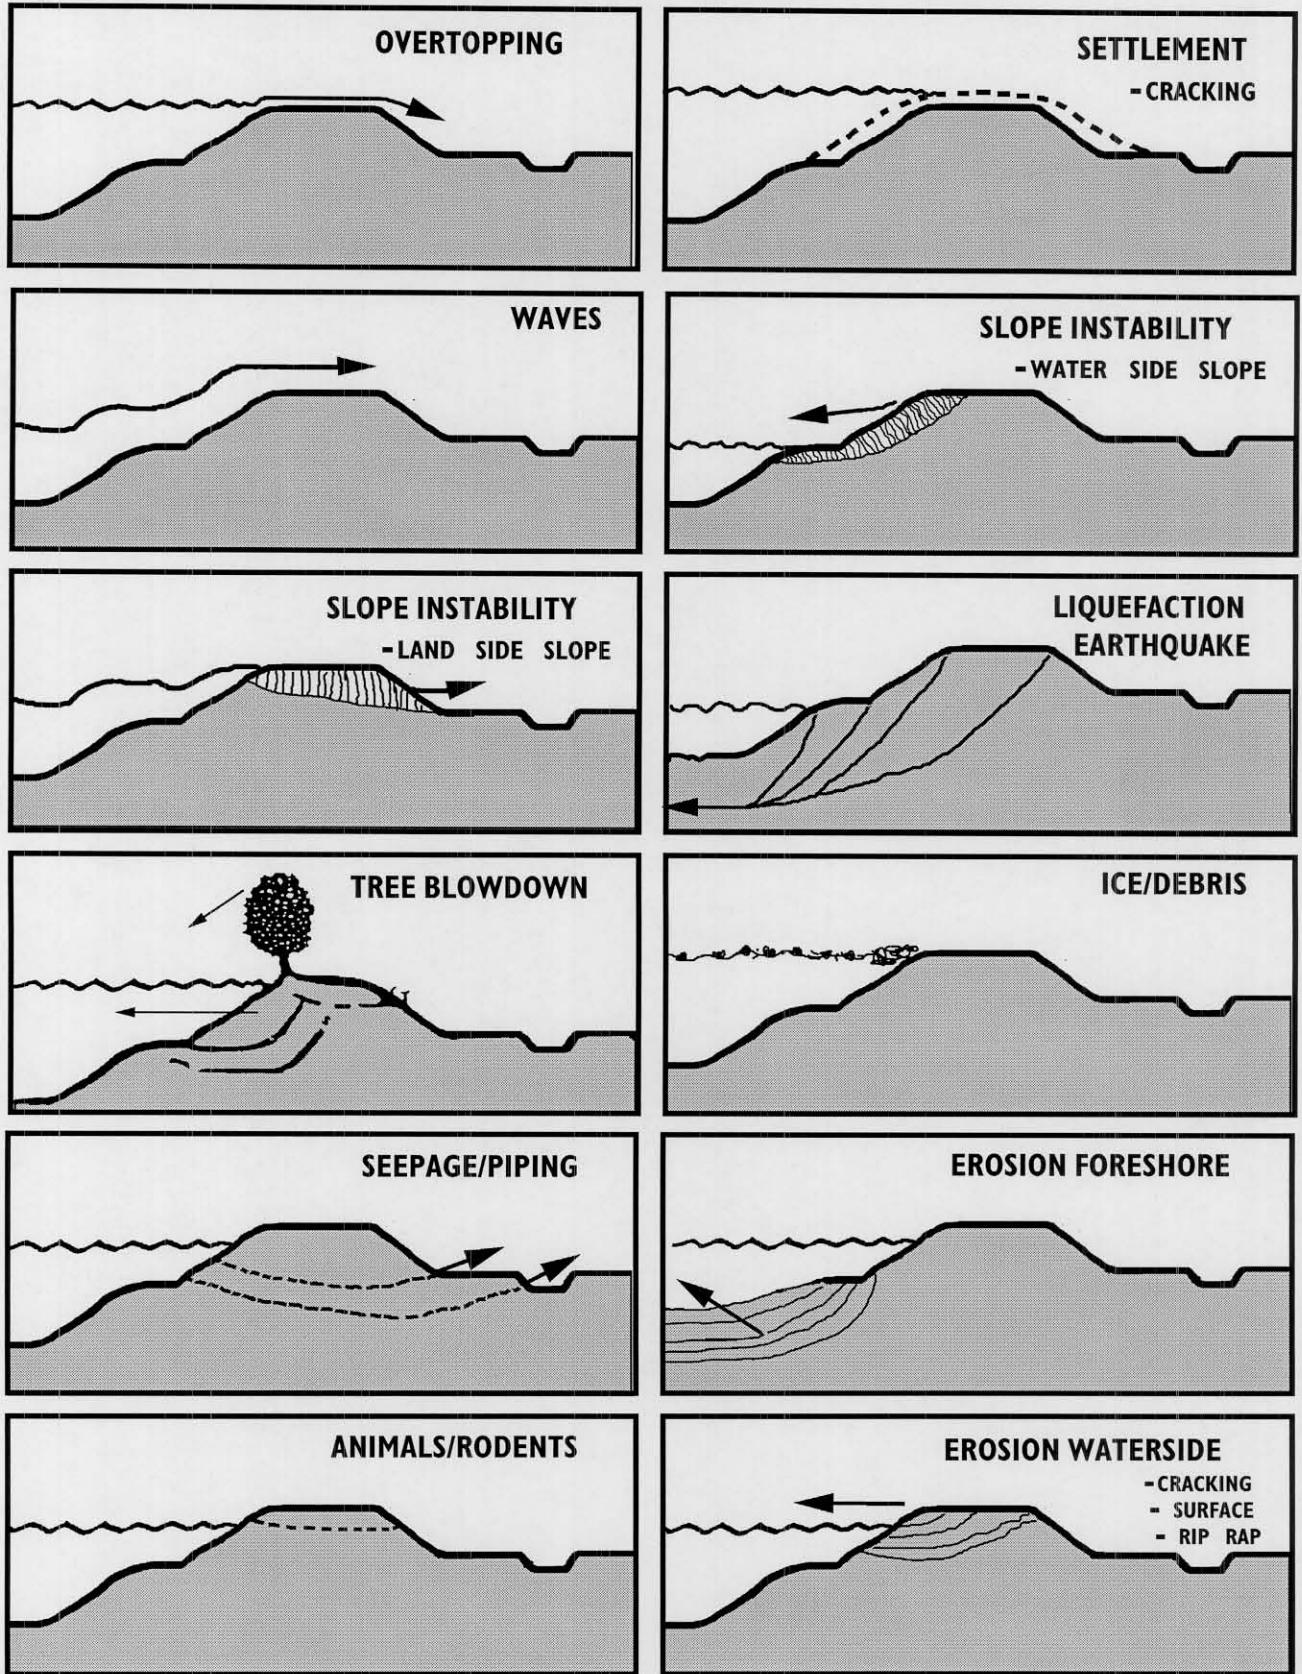 OVERTOPPING
SETTLEMENT
- CRACKING
WAVES
SLOPE INSTABILITY
- WATER SIDE SLOPE
SLOPE INSTABILITY
- LAND SIDE SLOPE
LIQUEFACTION
EARTHQUAKE
TREE BLOWDOWN
ICE/DEBRIS
SEEPAGE/PIPING
EROSION FORESHORE
ANIMALS/RODENTS
EROSION WATERSIDE
- CRACKING
- SURFACE
- RIP RAP